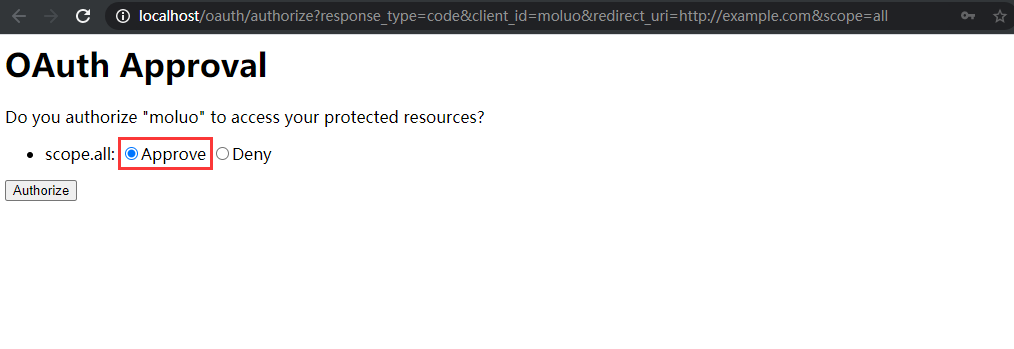 localhost/oauth/authorize?response_type=code&client_id=moluo&redirect_uri=http://example.com&scope=all
OAuth Approval
Do you authorize "moluo" to access your protected resources?
• scope.all: Approve Deny
Authorize